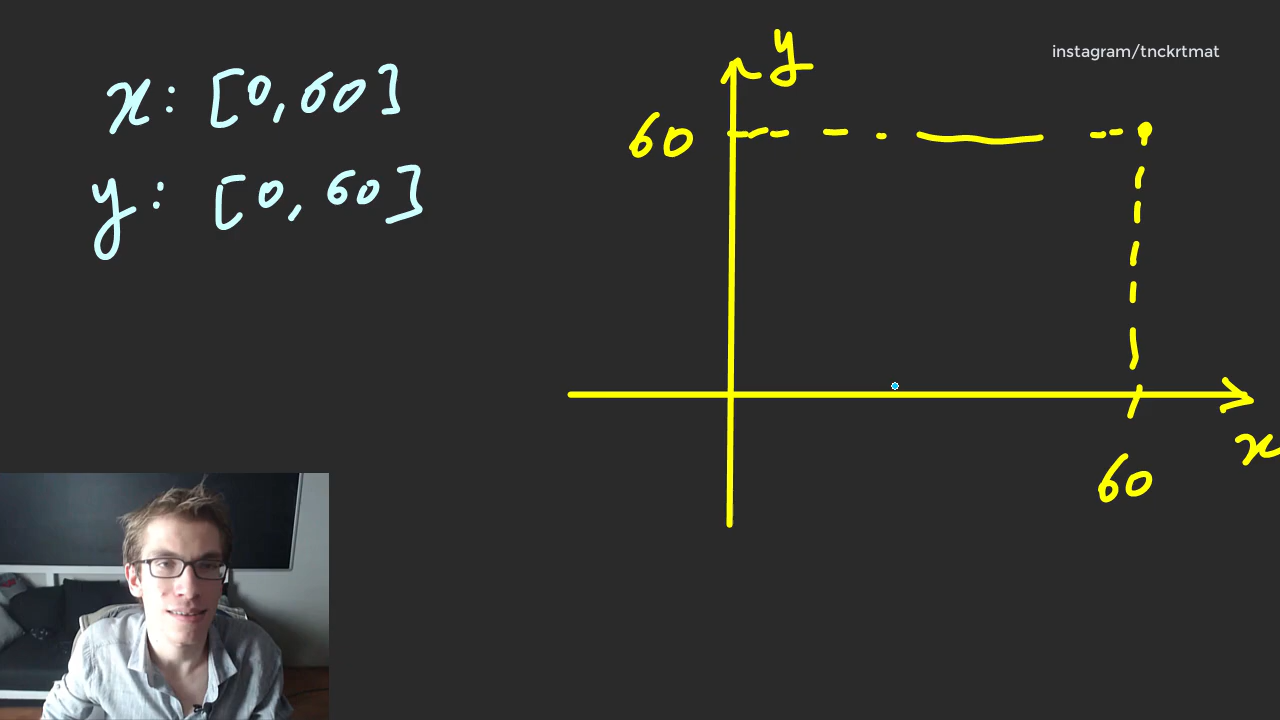 x: [0, 60]
y: [0, 60]
y
instagram/tnckrtmat
60
x
60